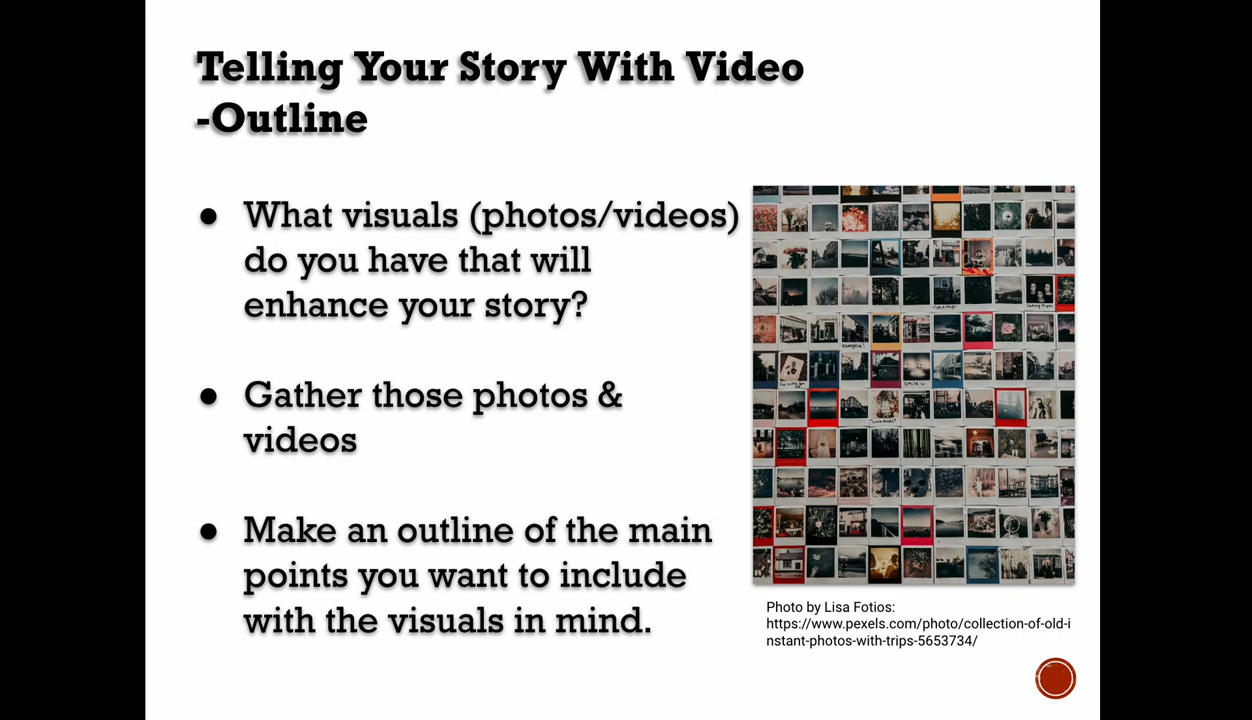 Telling Your Story With Video
-Outline
● What visuals (photos/videos)
do you have that will
enhance your story?
● Gather those photos &
videos
● Make an outline of the main
points you want to include
with the visuals in mind.
Photo by Lisa Fotios:
https://www.pexels.com/photo/collection-of-old-i
nstant-photos-with-trips-5653734/